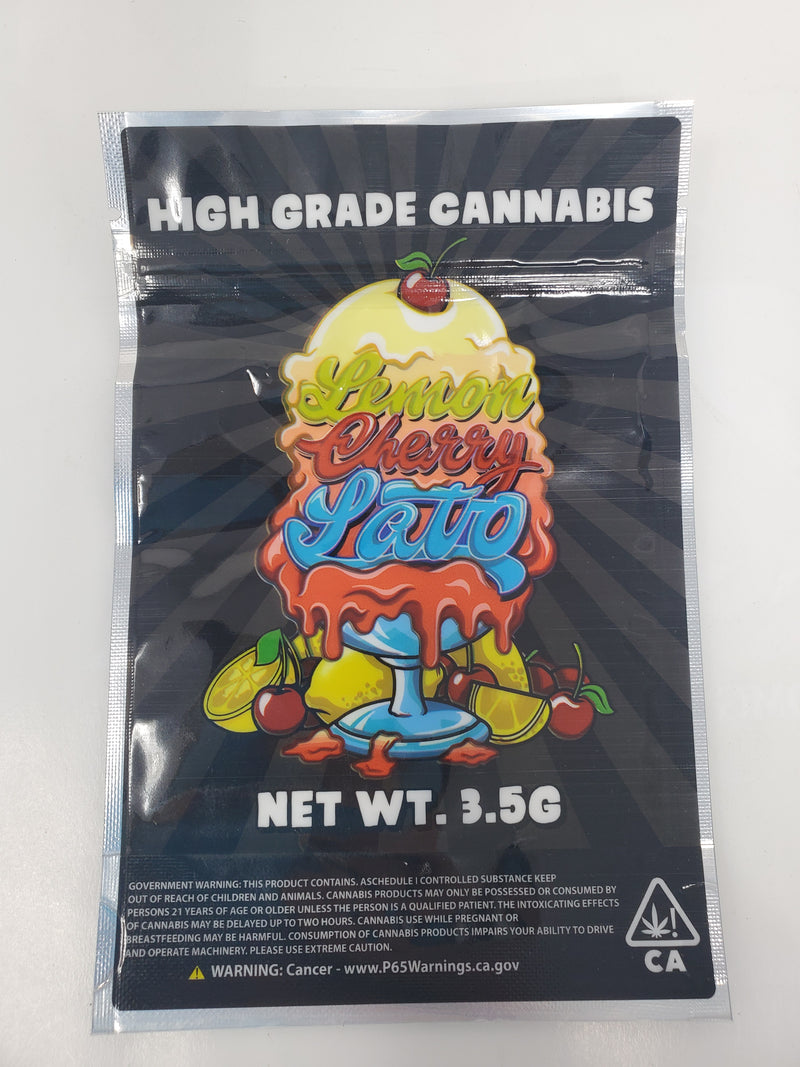 HIGH GRADE CANNABIS
Lemon
Cherry
Lato
NET WT. 3.5G
GOVERNMENT WARNING: THIS PRODUCT CONTAINS. ASCHEDULE I CONTROLLED SUBSTANCE KEEP
OUT OF REACH OF CHILDREN AND ANIMALS. CANNABIS PRODUCTS MAY ONLY BE POSSESSED OR CONSUMED BY
PERSONS 21 YEARS OF AGE OR OLDER UNLESS THE PERSON IS A QUALIFIED PATIENT. THE INTOXICATING EFFECTS
OF CANNABIS MAY BE DELAYED UP TO TWO HOURS. CANNABIS USE WHILE PREGNANT OR
BREASTFEEDING MAY BE HARMFUL. CONSUMPTION OF CANNABIS PRODUCTS IMPAIRS YOUR ABILITY TO DRIVE
AND OPERATE MACHINERY. PLEASE USE EXTREME CAUTION.
WARNING: Cancer - www.P65Warnings.ca.gov
!
CA